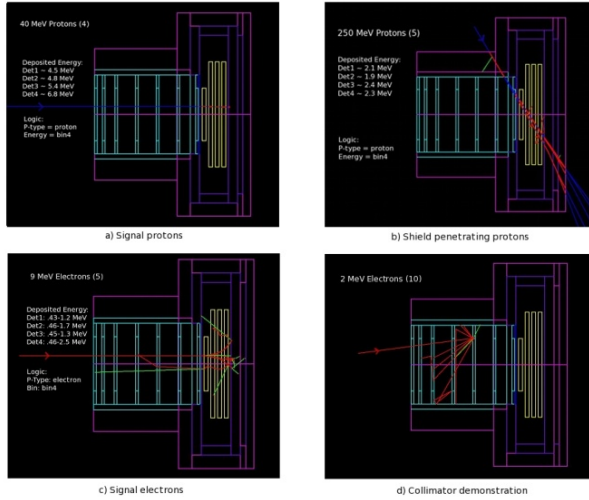 40 MeV Protons (4)
Deposited Energy:
Det1 ~ 4.5 MeV
Det2 ~ 4.8 MeV
Det3 ~ 5.4 MeV
Det4 ~ 6.8 MeV
Logic:
P-type = proton
Energy = bin4
a) Signal protons
250 MeV Protons (5)
Deposited Energy:
Det1 ~ 2.1 MeV
Det2 ~ 1.9 MeV
Det3 ~ 2.4 MeV
Det4 ~ 2.3 MeV
Logic:
P-type = proton
Energy = bin4
b) Shield penetrating protons
9 MeV Electrons (5)
Deposited Energy:
Det1: .43-1.2 MeV
Det2: .46-1.7 MeV
Det3: .45-1.3 MeV
Det4: .46-2.5 MeV
Logic:
P-Type: electron
Bin: bin4
c) Signal electrons
2 MeV Electrons (10)
d) Collimator demonstration